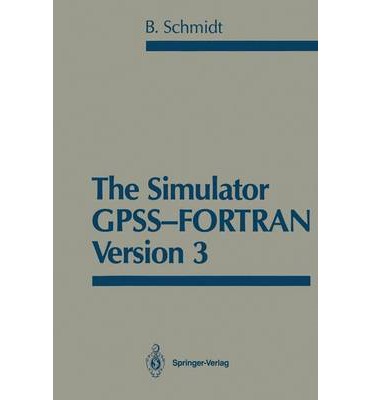 B. Schmidt
The Simulator
GPSS–FORTRAN
Version 3
Springer-Verlag